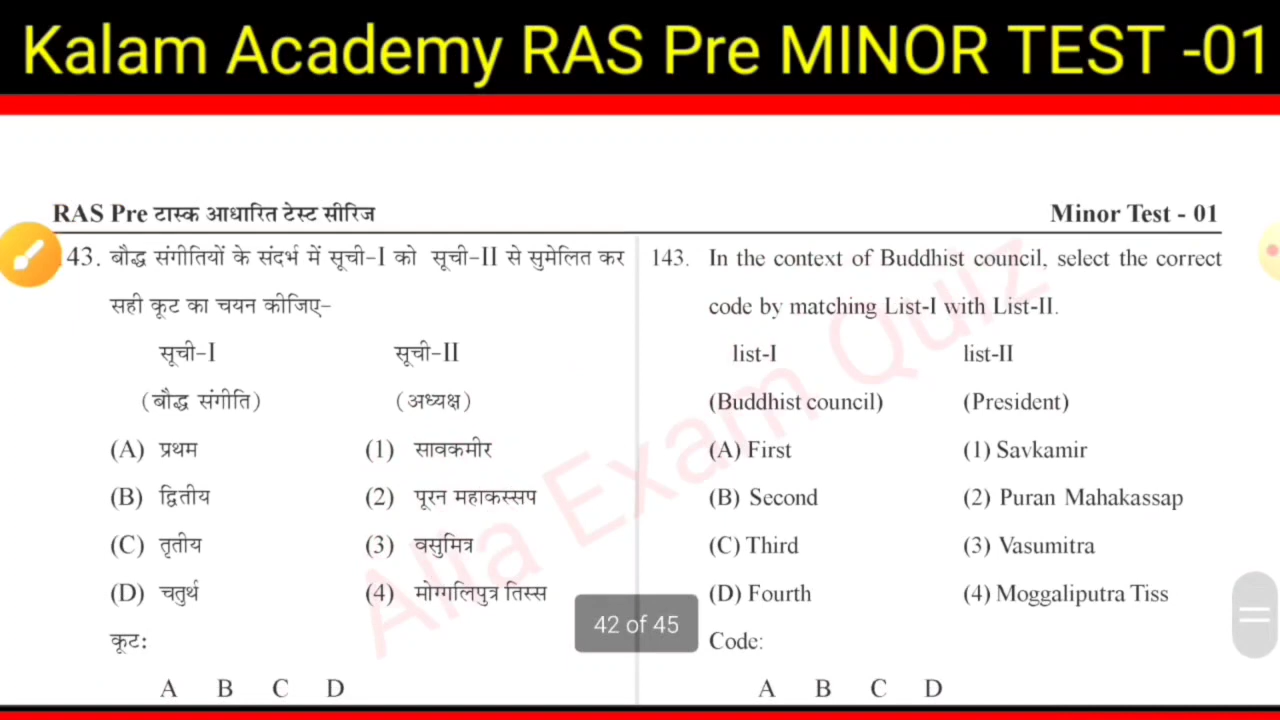 Kalam Academy RAS Pre MINOR TEST -01
RAS Pre टास्क आधारित टेस्ट सीरिज
Minor Test - 01
43. बौद्ध संगीतियों के संदर्भ में सूची-I को सूची-II से सुमेलित कर
सही कूट का चयन कीजिए-
सूची-I सूची-II
(बौद्ध संगीति) (अध्यक्ष)
(A) प्रथम (1) सावकमीर
(B) द्वितीय (2) पूरन महाकस्सप
(C) तृतीय (3) वसुमित्र
(D) चतुर्थ (4) मोग्गलिपुत्र तिस्स
कूट:
A B C D
143. In the context of Buddhist council, select the correct
code by matching List-I with List-II.
list-I list-II
(Buddhist council) (President)
(A) First (1) Savkamir
(B) Second (2) Puran Mahakassap
(C) Third (3) Vasumitra
(D) Fourth (4) Moggaliputra Tiss
Code:
A B C D
42 of 45
Alia Exam Quiz